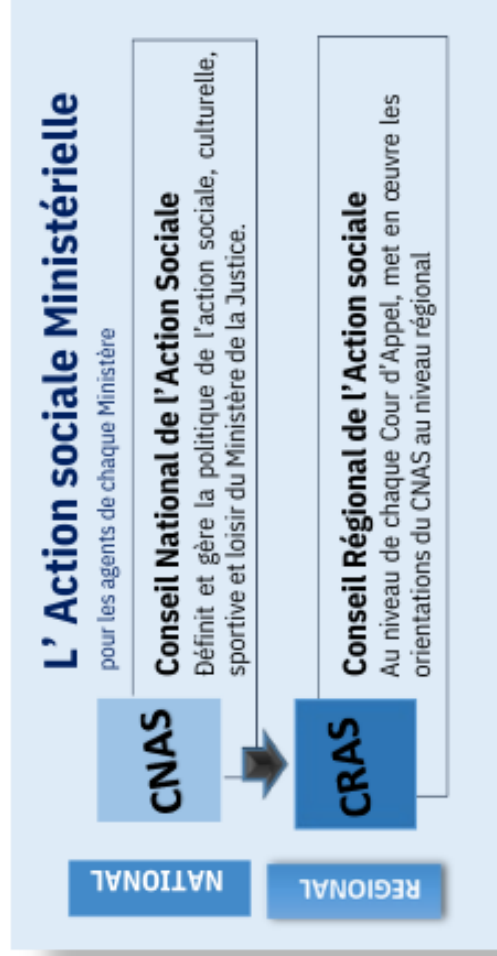 L' Action sociale Ministérielle
pour les agents de chaque Ministère
NATIONAL
CNAS
Conseil National de l'Action Sociale
Définit et gère la politique de l'action sociale, culturelle,
sportive et loisir du Ministère de la Justice.
REGIONAL
CRAS
Conseil Régional de l'Action sociale
Au niveau de chaque Cour d'Appel, met en œuvre les
orientations du CNAS au niveau régional